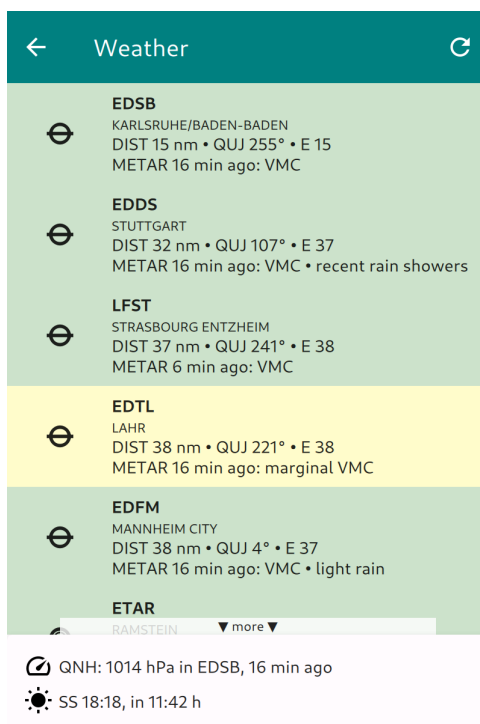 Weather
EDSB
KARLSRUHE/BADEN-BADEN
DIST 15 nm • QUJ 255° • E 15
METAR 16 min ago: VMC
EDDS
STUTTGART
DIST 32 nm • QUJ 107° • E 37
METAR 16 min ago: VMC • recent rain showers
LFST
STRASBOURG ENTZHEIM
DIST 37 nm • QUJ 241° • E 38
METAR 6 min ago: VMC
EDTL
LAHR
DIST 38 nm • QUJ 221° • E 38
METAR 16 min ago: marginal VMC
EDFM
MANNHEIM CITY
DIST 38 nm • QUJ 4° • E 37
METAR 16 min ago: VMC • light rain
ETAR
RAMSTEIN
▼ more ▼
QNH: 1014 hPa in EDSB, 16 min ago
SS 18:18, in 11:42 h